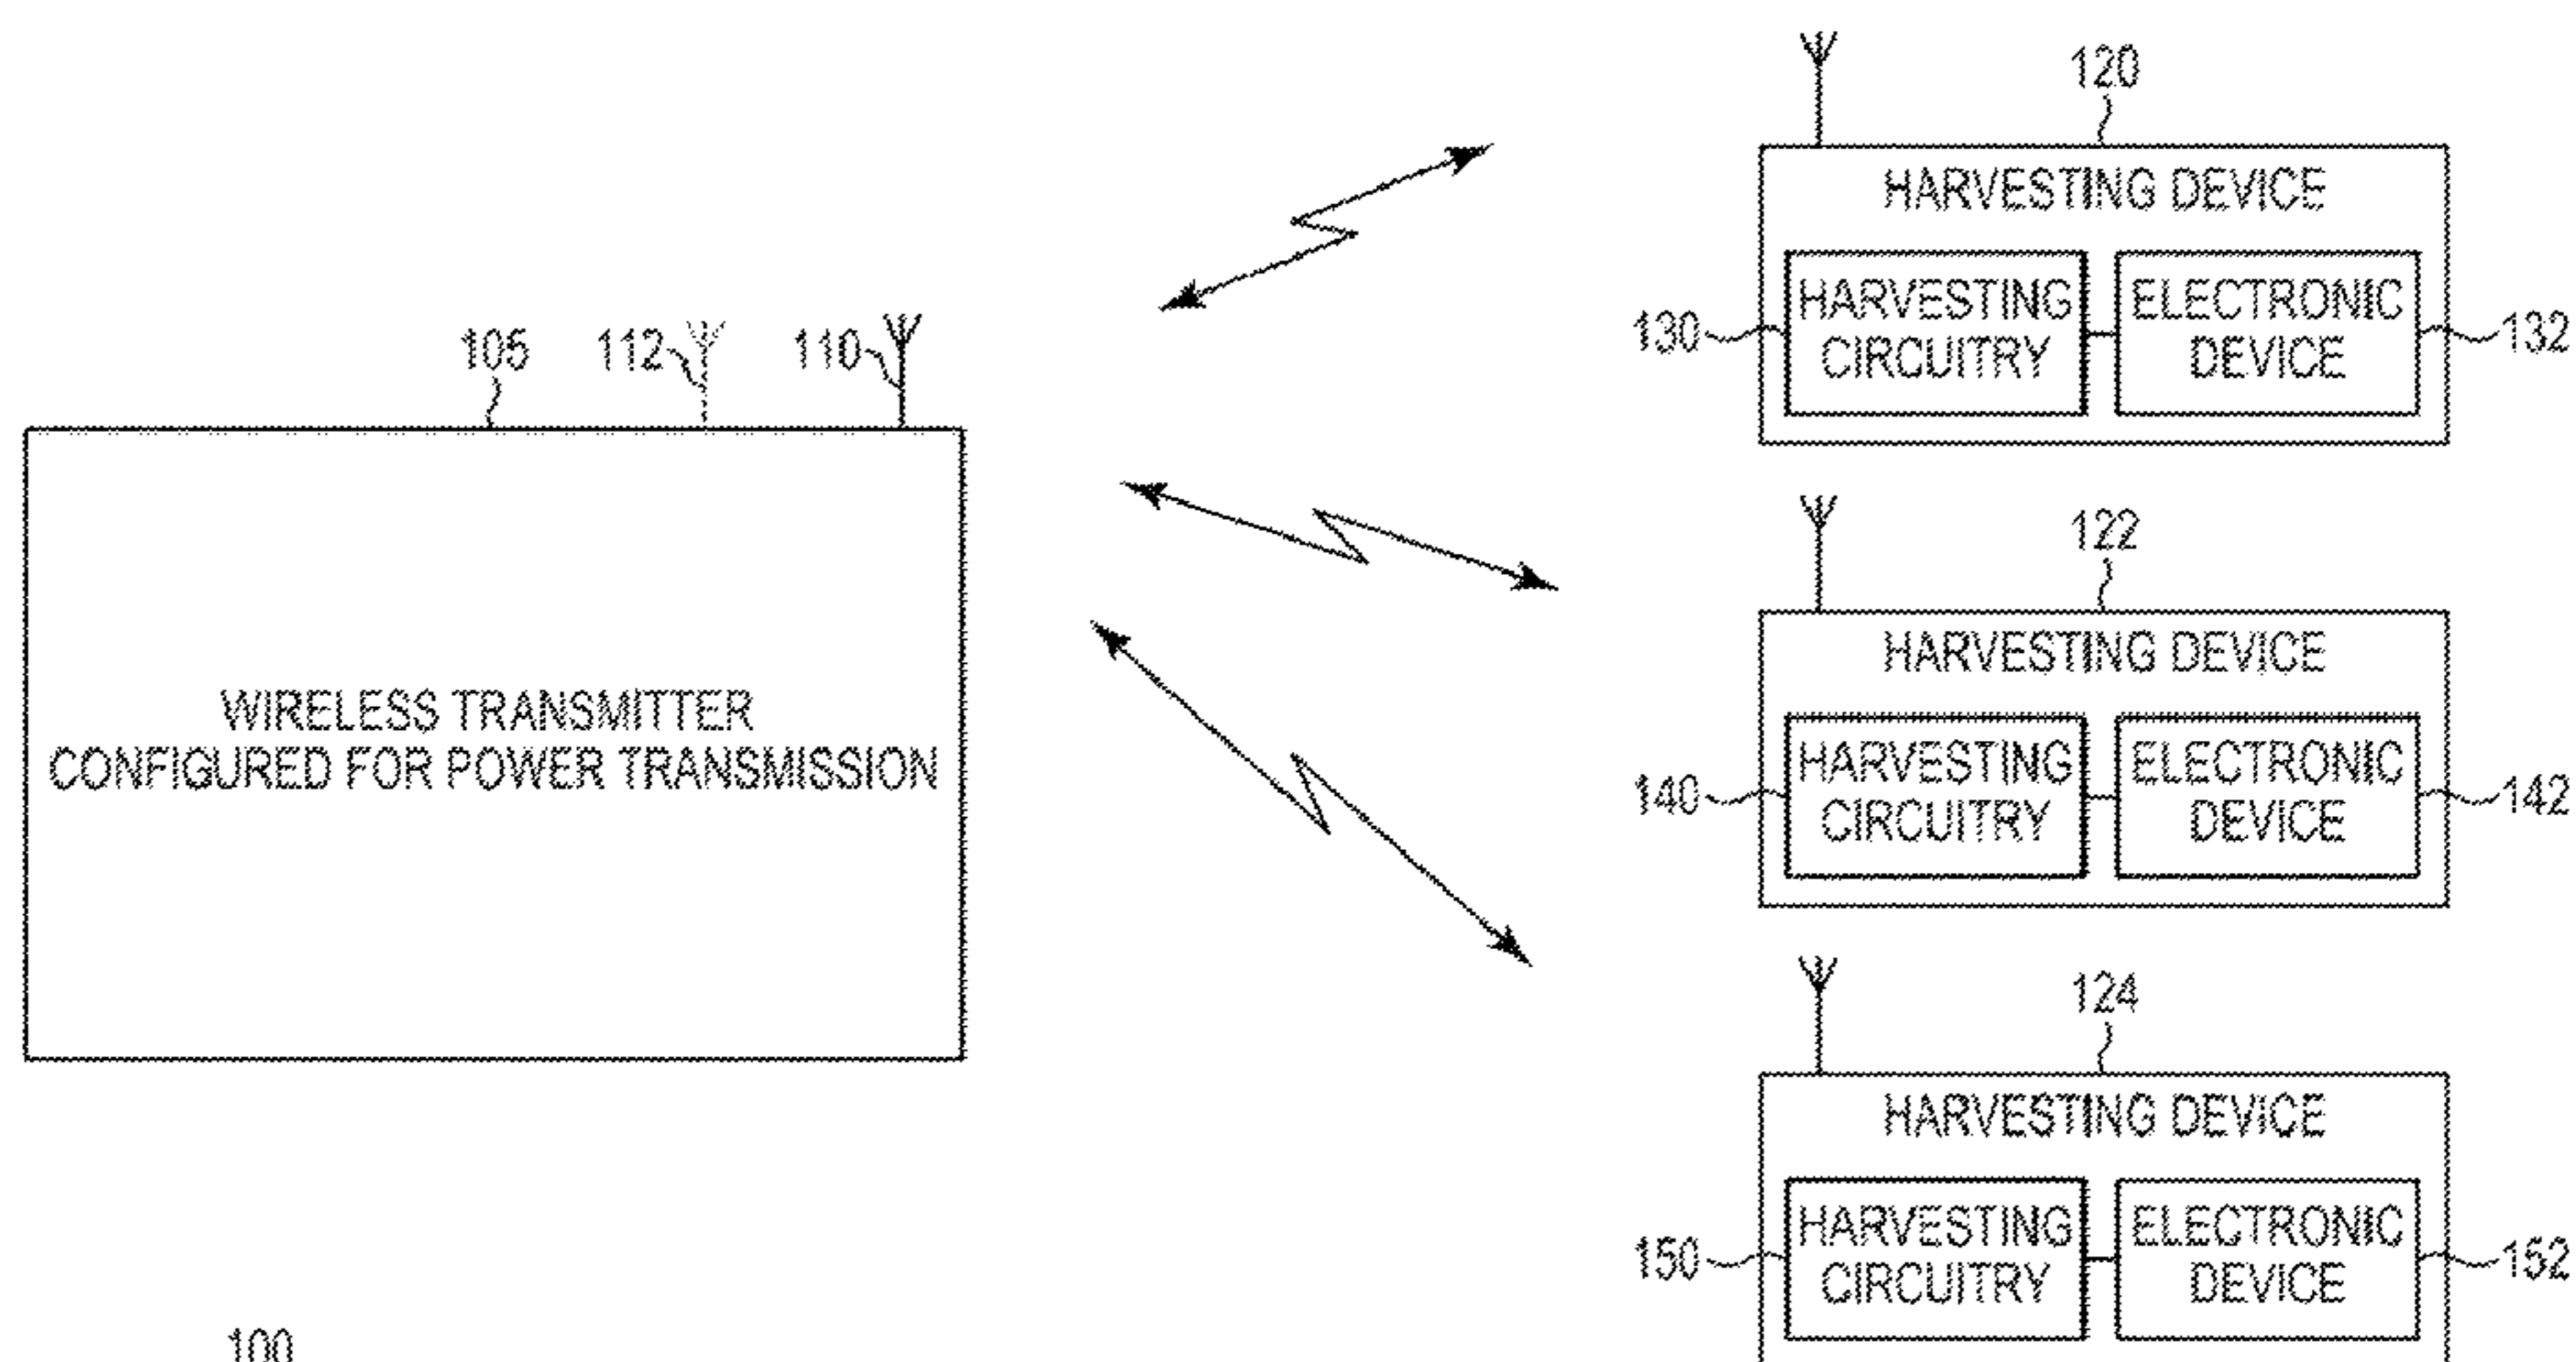 120
HARVESTING DEVICE
130
HARVESTING
CIRCUITRY
ELECTRONIC
DEVICE
132
105
112
110
WIRELESS TRANSMITTER
CONFIGURED FOR POWER TRANSMISSION
122
HARVESTING DEVICE
140
HARVESTING
CIRCUITRY
ELECTRONIC
DEVICE
142
124
HARVESTING DEVICE
150
HARVESTING
CIRCUITRY
ELECTRONIC
DEVICE
152
100